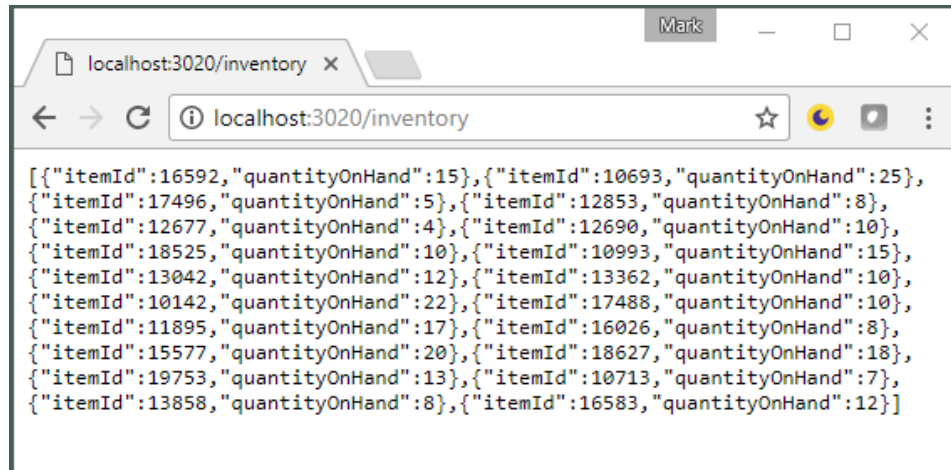 Mark
localhost:3020/inventory
localhost:3020/inventory
[{"itemId":16592,"quantityOnHand":15},{"itemId":10693,"quantityOnHand":25},
{"itemId":17496,"quantityOnHand":5},{"itemId":12853,"quantityOnHand":8},
{"itemId":12677,"quantityOnHand":4},{"itemId":12690,"quantityOnHand":10},
{"itemId":18525,"quantityOnHand":10},{"itemId":10993,"quantityOnHand":15},
{"itemId":13042,"quantityOnHand":12},{"itemId":13362,"quantityOnHand":10},
{"itemId":10142,"quantityOnHand":22},{"itemId":17488,"quantityOnHand":10},
{"itemId":11895,"quantityOnHand":17},{"itemId":16026,"quantityOnHand":8},
{"itemId":15577,"quantityOnHand":20},{"itemId":18627,"quantityOnHand":18},
{"itemId":19753,"quantityOnHand":13},{"itemId":10713,"quantityOnHand":7},
{"itemId":13858,"quantityOnHand":8},{"itemId":16583,"quantityOnHand":12}]